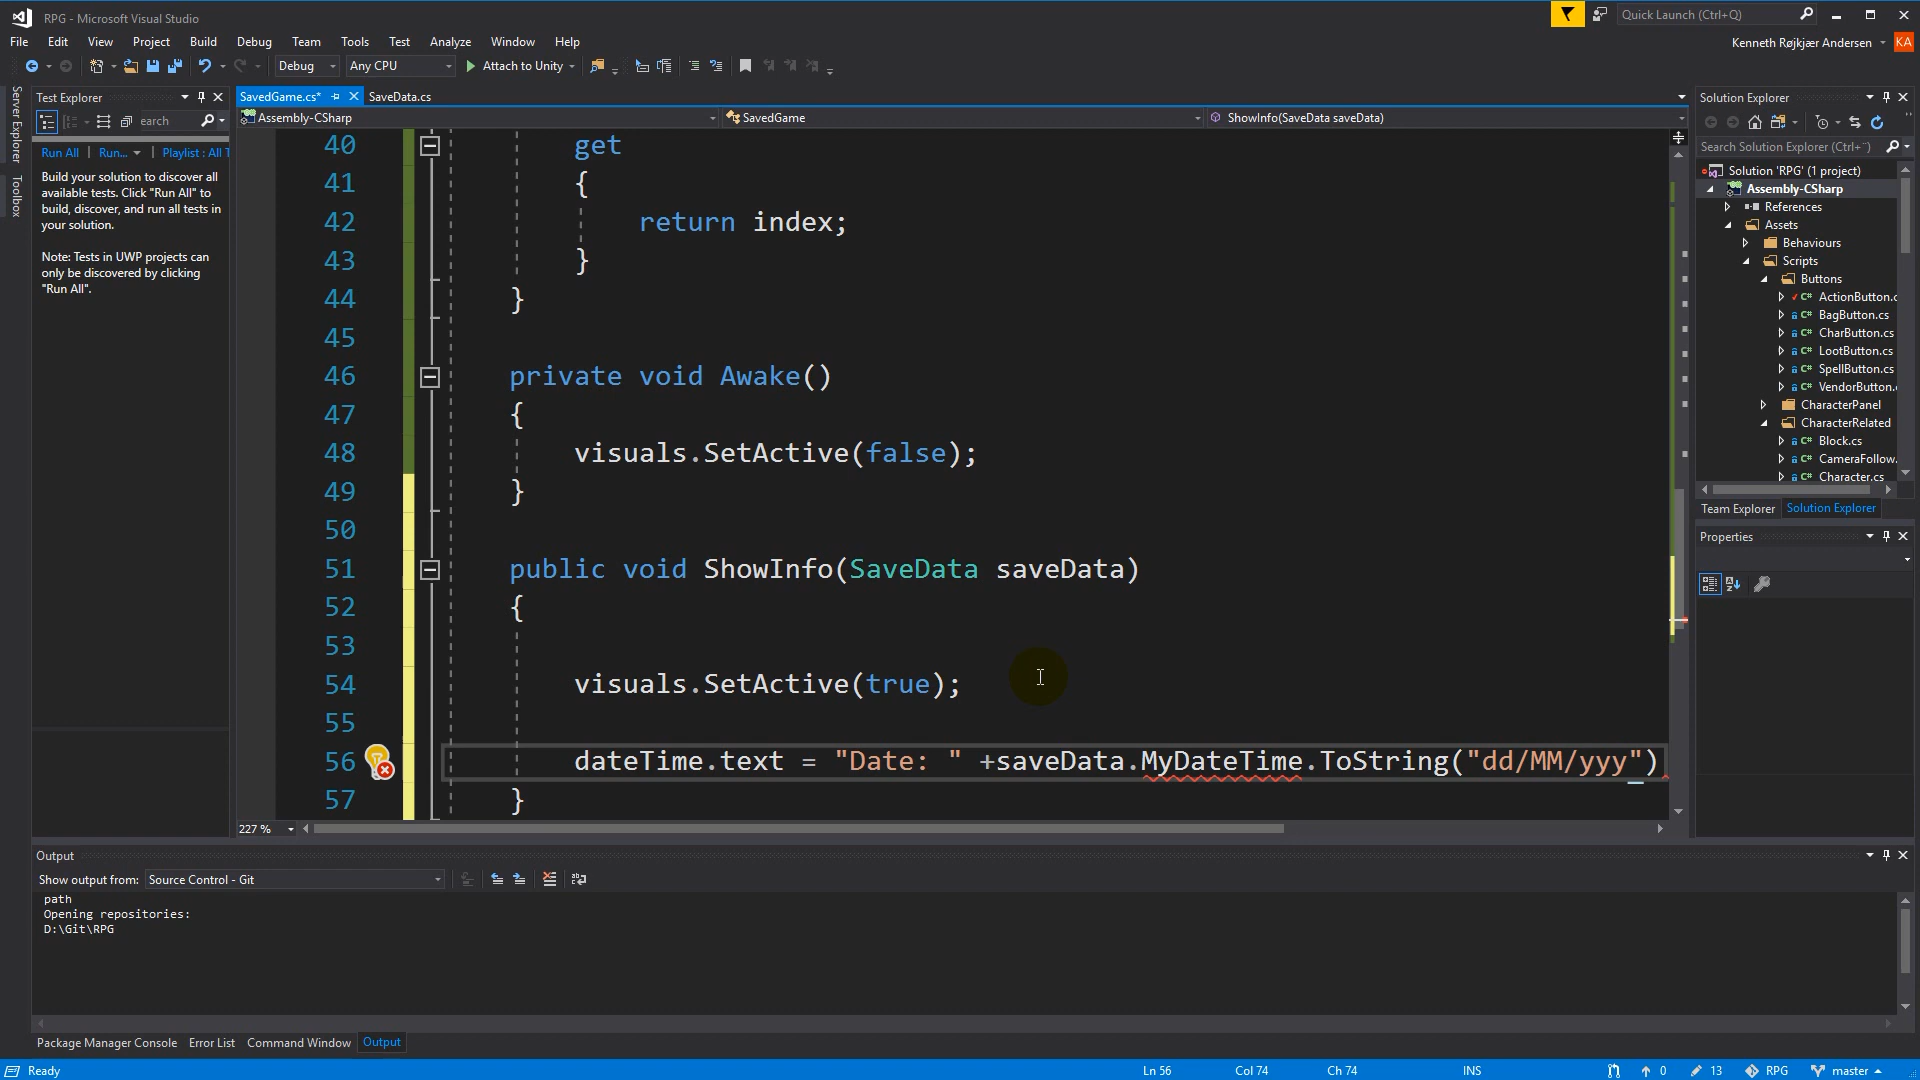 RPG - Microsoft Visual Studio
Quick Launch (Ctrl+Q)
File Edit View Project Build Debug Team Tools Test Analyze Window Help
Kenneth Røjkjær Andersen KA
Debug Any CPU Attach to Unity
Server Explorer
Toolbox
Test Explorer
earch
Run All Run... Playlist : All T
Build your solution to discover all
available tests. Click "Run All" to
build, discover, and run all tests in
your solution.
Note: Tests in UWP projects can
only be discovered by clicking
"Run All".
SavedGame.cs* SaveData.cs
Assembly-CSharp SavedGame ShowInfo(SaveData saveData)
40 get
41 {
42 return index;
43 }
44 }
45
46 private void Awake()
47 {
48 visuals.SetActive(false);
49 }
50
51 public void ShowInfo(SaveData saveData)
52 {
53
54 visuals.SetActive(true);
55
56 dateTime.text = "Date: " +saveData.MyDateTime.ToString("dd/MM/yyy")
57 }
227 %
Solution Explorer
Search Solution Explorer (Ctrl+¨)
Solution 'RPG' (1 project)
Assembly-CSharp
References
Assets
Behaviours
Scripts
Buttons
ActionButton.c
BagButton.cs
CharButton.cs
LootButton.cs
SpellButton.cs
VendorButton.
CharacterPanel
CharacterRelated
Block.cs
CameraFollow.
Character.cs
Team Explorer Solution Explorer
Properties
Output
Show output from: Source Control - Git
path
Opening repositories:
D:\Git\RPG
Package Manager Console Error List Command Window Output
Ready Ln 56 Col 74 Ch 74 INS 0 13 RPG master